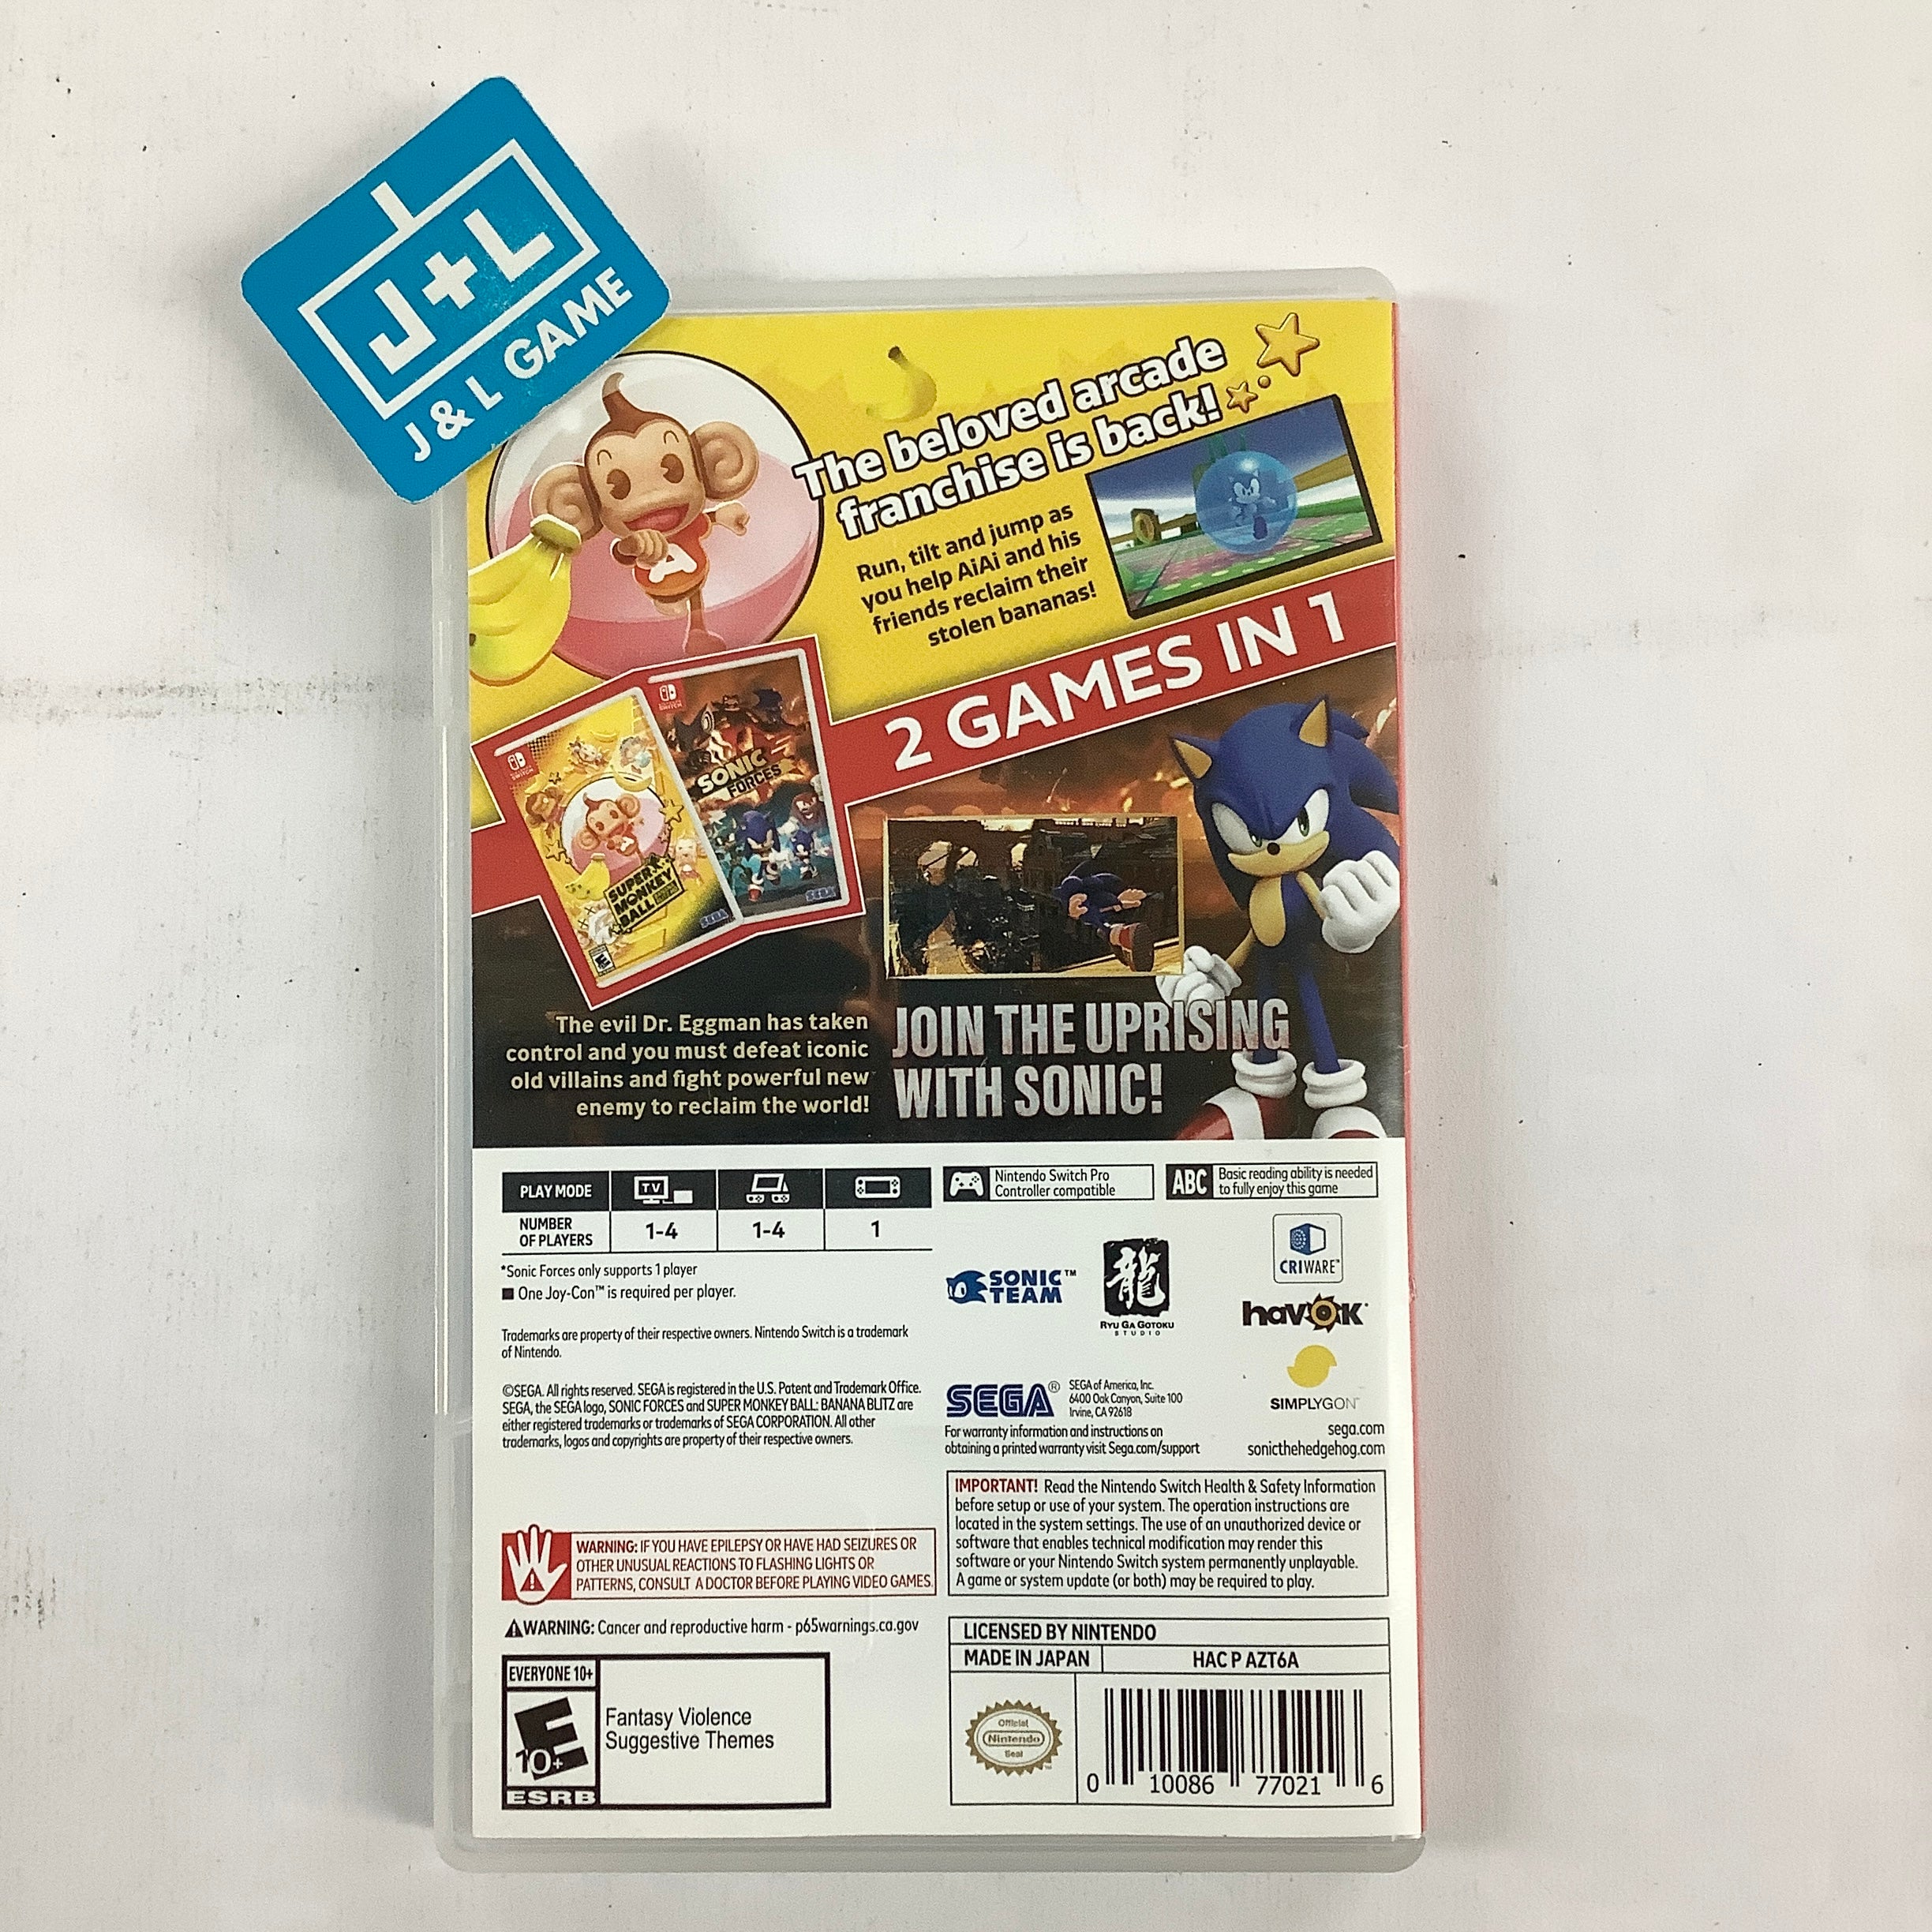 J+L
J & L GAME
The beloved arcade
franchise is back!
Run, tilt and jump as
you help AiAi and his
friends reclaim their
stolen bananas!
2 GAMES IN 1
SUPER
MONKEY
BALL
SEGA
SONIC
FORCES
SEGA
The evil Dr. Eggman has taken
control and you must defeat iconic
old villains and fight powerful new
enemy to reclaim the world!
JOIN THE UPRISING
WITH SONIC!
PLAY MODE
TV
NUMBER
OF PLAYERS
1-4
1-4
1
Nintendo Switch Pro
Controller compatible
ABC
Basic reading ability is needed
to fully enjoy this game
*Sonic Forces only supports 1 player
■ One Joy-Con™ is required per player.
Trademarks are property of their respective owners. Nintendo Switch is a trademark
of Nintendo.
©SEGA. All rights reserved. SEGA is registered in the U.S. Patent and Trademark Office.
SEGA, the SEGA logo, SONIC FORCES and SUPER MONKEY BALL: BANANA BLITZ are
either registered trademarks or trademarks of SEGA CORPORATION. All other
trademarks, logos and copyrights are property of their respective owners.
SONIC™
TEAM
龍
RYU GA GOTOKU
STUDIO
CRIWARE™
havok
SIMPLYGON
SEGA®
SEGA of America, Inc.
6400 Oak Canyon, Suite 100
Irvine, CA 92618
For warranty information and instructions on
obtaining a printed warranty visit Sega.com/support
sega.com
sonicthehedgehog.com
IMPORTANT! Read the Nintendo Switch Health & Safety Information
before setup or use of your system. The operation instructions are
located in the system settings. The use of an unauthorized device or
software that enables technical modification may render this
software or your Nintendo Switch system permanently unplayable.
A game or system update (or both) may be required to play.
WARNING: IF YOU HAVE EPILEPSY OR HAVE HAD SEIZURES OR
OTHER UNUSUAL REACTIONS TO FLASHING LIGHTS OR
PATTERNS, CONSULT A DOCTOR BEFORE PLAYING VIDEO GAMES.
WARNING: Cancer and reproductive harm - p65warnings.ca.gov
EVERYONE 10+
E
10+
ESRB
Fantasy Violence
Suggestive Themes
LICENSED BY NINTENDO
MADE IN JAPAN
HAC P AZT6A
Official
Nintendo
Seal
0 10086 77021 6